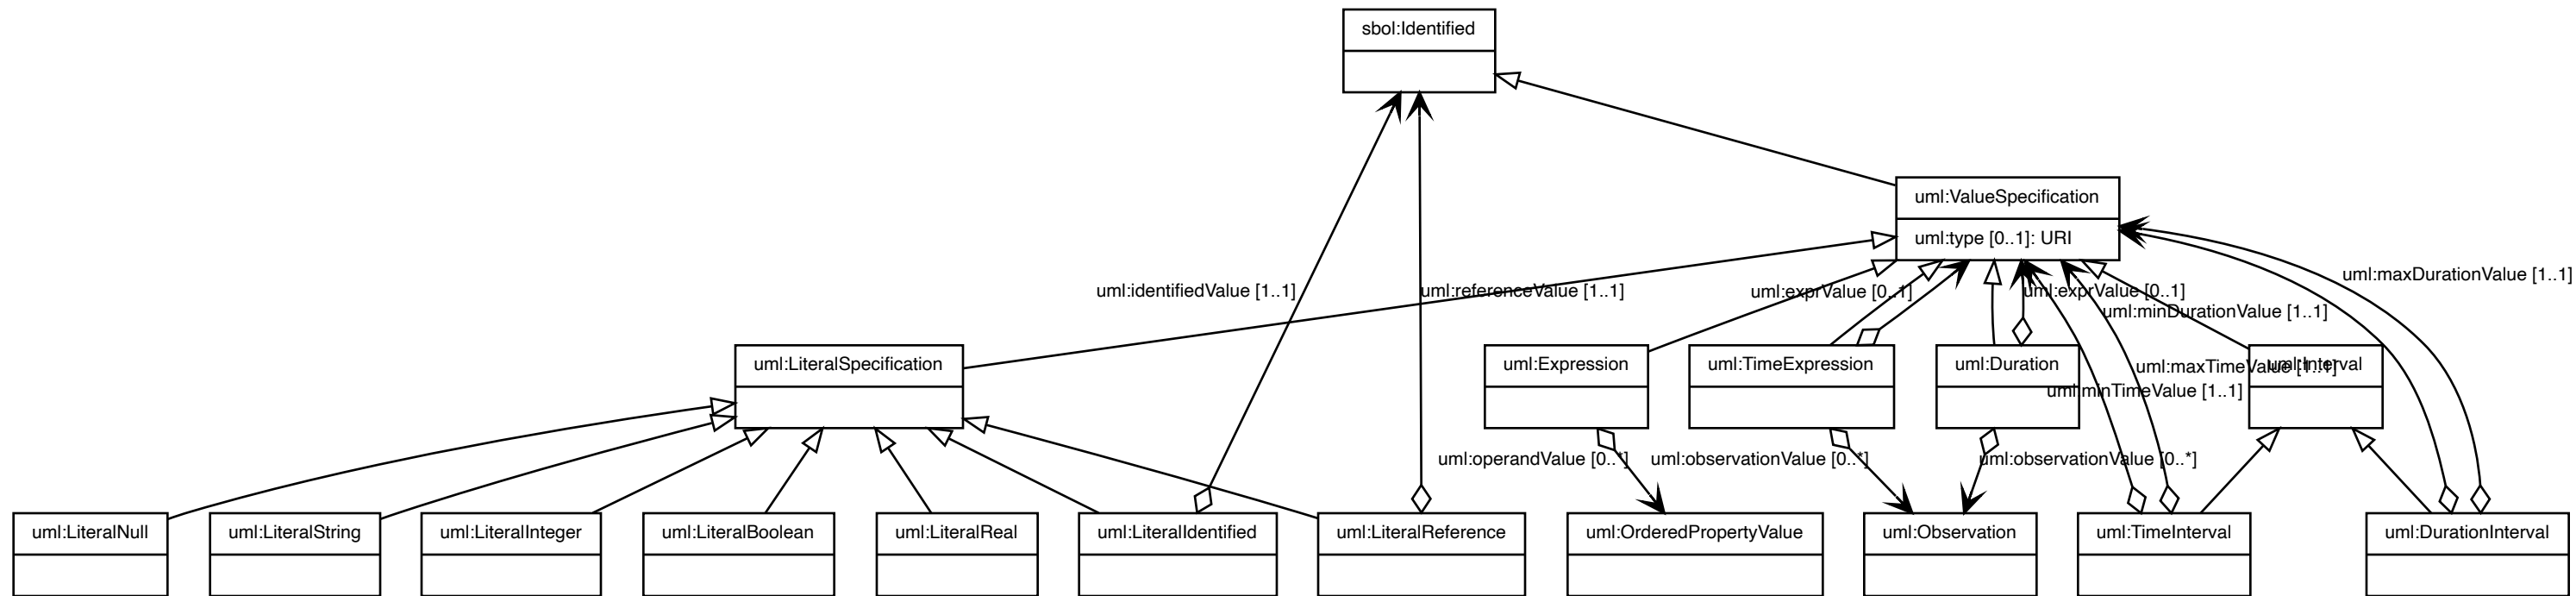 sbol:Identified
uml:ValueSpecification
uml:type [0..1]: URI
uml:maxDurationValue [1..1]
uml:identifiedValue [1..1]
uml:referenceValue [1..1]
uml:exprValue [0..1]
uml:exprValue [0..1]
uml:minDurationValue [1..1]
uml:LiteralSpecification
uml:Expression
uml:TimeExpression
uml:Duration
uml:maxTimeValue [1..1]
uml:Interval
uml:minTimeValue [1..1]
uml:operandValue [0..*]
uml:observationValue [0..*]
uml:observationValue [0..*]
uml:LiteralNull
uml:LiteralString
uml:LiteralInteger
uml:LiteralBoolean
uml:LiteralReal
uml:LiteralIdentified
uml:LiteralReference
uml:OrderedPropertyValue
uml:Observation
uml:TimeInterval
uml:DurationInterval